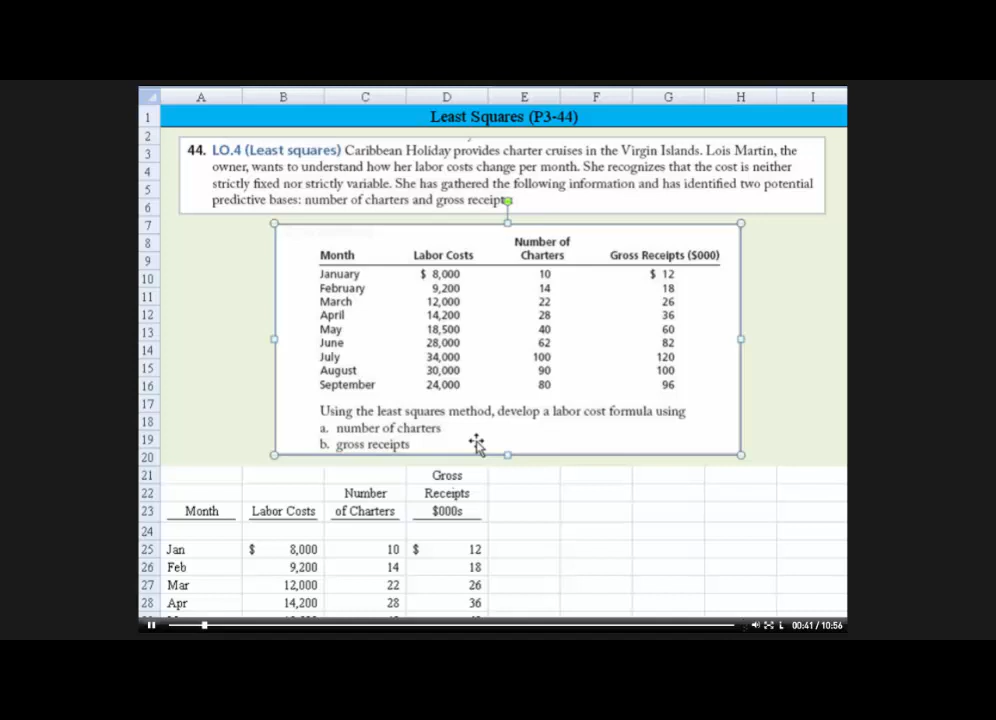 A B C D E F G H I
1 Least Squares (P3-44)
2
3 44. LO.4 (Least squares) Caribbean Holiday provides charter cruises in the Virgin Islands. Lois Martin, the
4 owner, wants to understand how her labor costs change per month. She recognizes that the cost is neither
5 strictly fixed nor strictly variable. She has gathered the following information and has identified two potential
6 predictive bases: number of charters and gross receipts
7
8 Number of
9 Month Labor Costs Charters Gross Receipts ($000)
10 January $ 8,000 10 $ 12
February 9,200 14 18
11 March 12,000 22 26
12 April 14,200 28 36
13 May 18,500 40 60
14 June 28,000 62 82
July 34,000 100 120
15 August 30,000 90 100
16 September 24,000 80 96
17
18 Using the least squares method, develop a labor cost formula using
a. number of charters
19 b. gross receipts
20
21 Gross
22 Number Receipts
23 Month Labor Costs of Charters $000s
24
25 Jan $ 8,000 10 $ 12
26 Feb 9,200 14 18
27 Mar 12,000 22 26
28 Apr 14,200 28 36
00:41 / 10:56